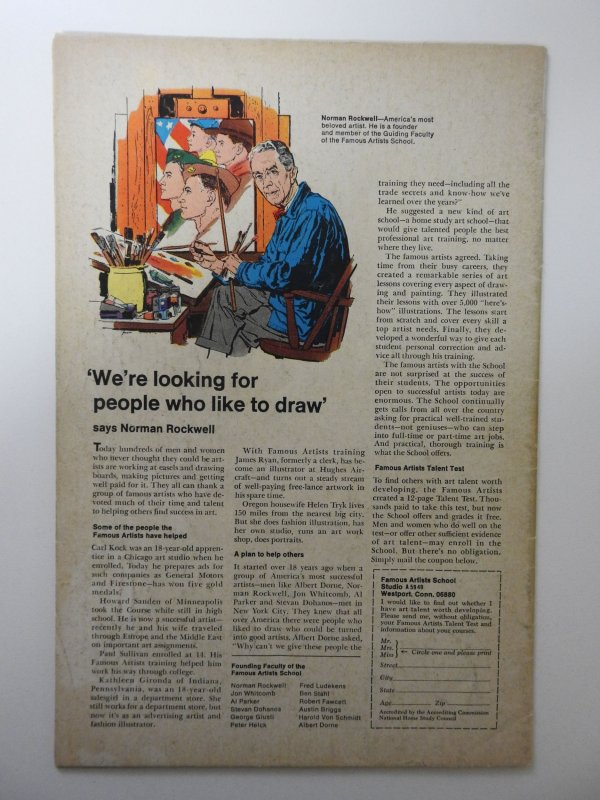 Norman Rockwell—America's most
beloved artist. He is a founder
and member of the Guiding Faculty
of the Famous Artists School.
'We're looking for
people who like to draw'
says Norman Rockwell
Today hundreds of men and women
who never thought they could be art-
ists are working at easels and drawing
boards, making pictures and getting
well paid for it. They all can thank a
group of famous artists who have de-
voted much of their time and talent
to helping others find success in art.
Some of the people the
Famous Artists have helped
Carl Kock was an 18-year-old appren-
tice in a Chicago art studio when he
enrolled. Today he prepares ads for
such companies as General Motors
and Firestone—has won five gold
medals.
Howard Sanden of Minneapolis
took the Course while still in high
school. He is now a successful artist—
recently he and his wife traveled
through Europe and the Middle East
on important art assignments.
Paul Sullivan enrolled at 14. His
Famous Artists training helped him
work his way through college.
Kathleen Gironda of Indiana,
Pennsylvania, was an 18-year-old
salesgirl in a department store. She
still works for a department store, but
now it's as an advertising artist and
fashion illustrator.
With Famous Artists training
James Ryan, formerly a clerk, has be-
come an illustrator at Hughes Air-
craft—and turns out a steady stream
of well-paying free-lance artwork in
his spare time.
Oregon housewife Helen Tryk lives
350 miles from the nearest big city.
But she does fashion illustration, has
her own studio, runs an art work
shop, does portraits.
A plan to help others
It started over 18 years ago when a
group of America's most successful
artists—men like Albert Dorne, Nor-
man Rockwell, Jon Whitcomb, Al
Parker and Stevan Dohanos—met in
New York City. They knew that all
over America there were people who
liked to draw who could be turned
into good artists. Albert Dorne asked,
"Why can't we give these people the
training they need—including all the
trade secrets and know-how we've
learned over the years?"
He suggested a new kind of art
school—a home study art school—that
would give talented people the best
professional art training, no matter
where they live.
The famous artists agreed. Taking
time from their busy careers, they
created a remarkable series of art
lessons covering every aspect of draw-
ing and painting. They illustrated
their lessons with over 5,000 "here's-
how" illustrations. The lessons start
from scratch and cover every skill a
top artist needs. Finally, they de-
veloped a wonderful way to give each
student personal correction and ad-
vice all through his training.
The famous artists with the School
are not surprised at the success of
their students. The opportunities
open to successful artists today are
enormous. The School continually
gets calls from all over the country
asking for practical well-trained stu-
dents—not geniuses—who can step
into full-time or part-time art jobs.
And practical, thorough training is
what the School offers.
Famous Artists Talent Test
To find others with art talent worth
developing, the Famous Artists
created a 12-page Talent Test. Thou-
sands paid to take this test, but now
the School offers and grades it free.
Men and women who do well on the
test—or offer other sufficient evidence
of art talent—may enroll in the
School. But there's no obligation.
Simply mail the coupon below.
Founding Faculty of the
Famous Artists School
Norman Rockwell
Jon Whitcomb
Al Parker
Stevan Dohanos
George Giusti
Peter Helck
Fred Ludekens
Ben Stahl
Robert Fawcett
Austin Briggs
Harold Von Schmidt
Albert Dorne
Famous Artists School
Studio A 5949
Westport, Conn. 06880
I would like to find out whether I
have art talent worth developing.
Please send me, without obligation,
your Famous Artists Talent Test and
information about your courses.
Mr.
Mrs. ← Circle one and please print
Miss
Street
City
State
Age Zip
Accredited by the Accrediting Commission
National Home Study Council